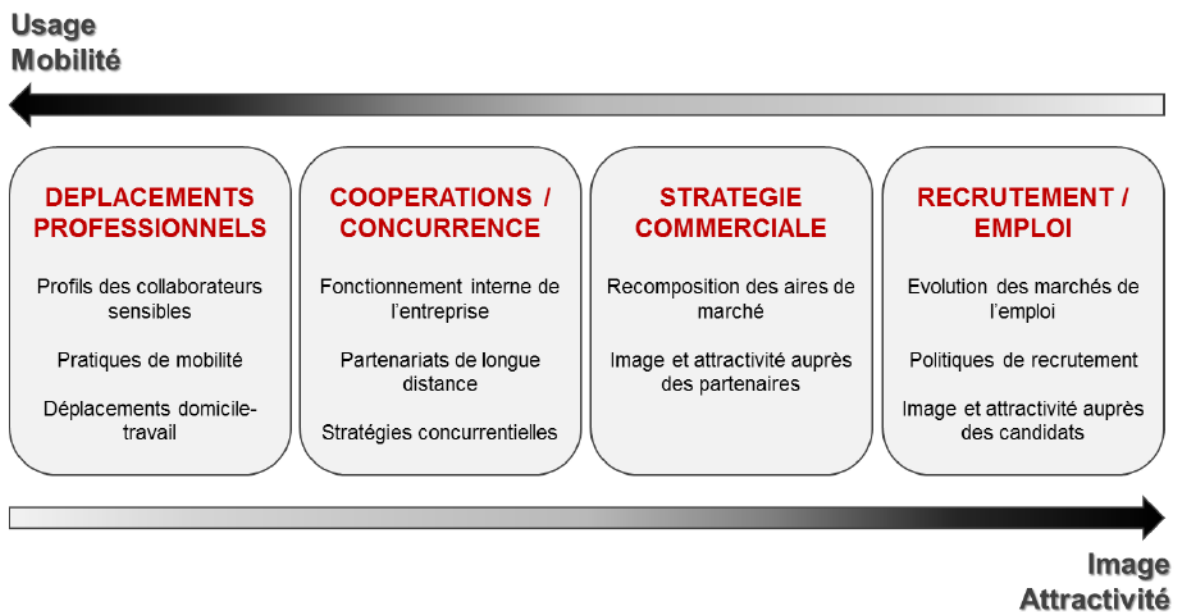 Usage
Mobilité
DEPLACEMENTS
PROFESSIONNELS
Profils des collaborateurs
sensibles
Pratiques de mobilité
Déplacements domicile-
travail
COOPERATIONS /
CONCURRENCE
Fonctionnement interne de
l'entreprise
Partenariats de longue
distance
Stratégies concurrentielles
STRATEGIE
COMMERCIALE
Recomposition des aires de
marché
Image et attractivité auprès
des partenaires
RECRUTEMENT /
EMPLOI
Evolution des marchés de
l'emploi
Politiques de recrutement
Image et attractivité auprès
des candidats
Image
Attractivité